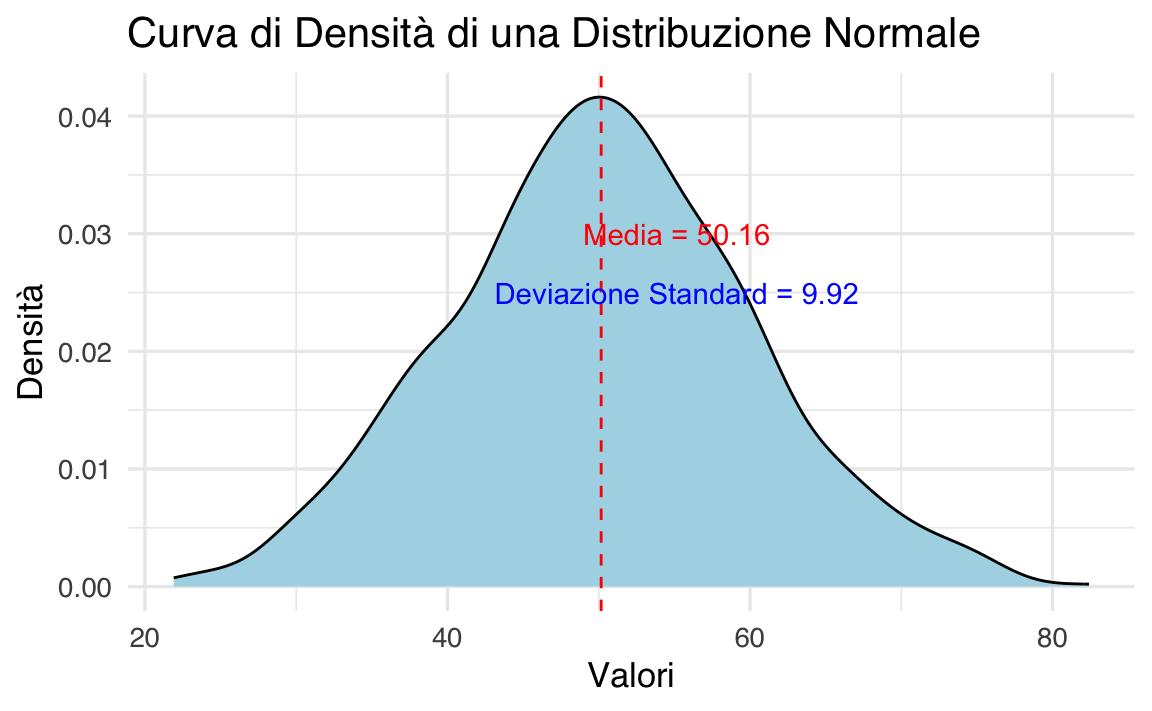 Curva di Densità di una Distribuzione Normale
0.04
0.03
0.02
0.01
0.00
Densità
Media = 50.16
Deviazione Standard = 9.92
20 40 60 80
Valori